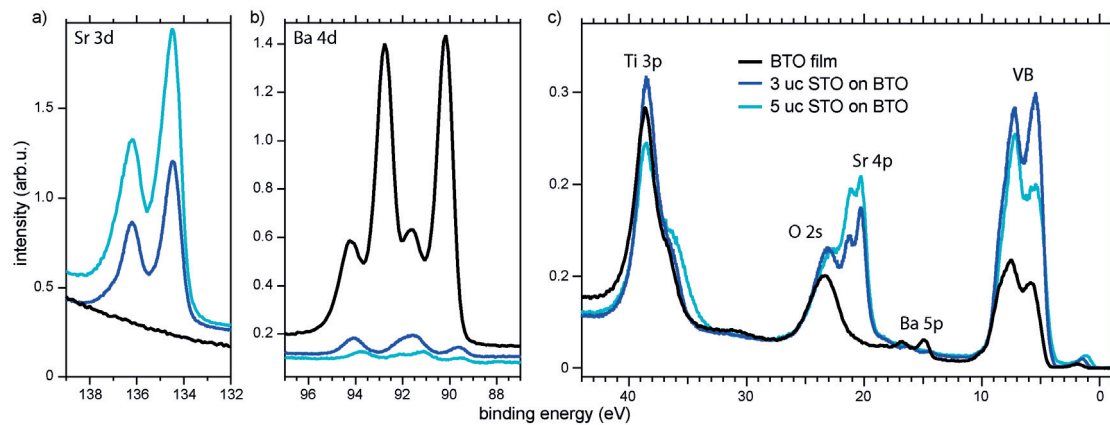 a)
Sr 3d
intensity (arb.u.)
1.5
1.0
0.5
0
138
136
134
132
b)
Ba 4d
1.4
1.2
1.0
0.8
0.6
0.4
0.2
96
94
92
90
88
binding energy (eV)
c)
BTO film
3 uc STO on BTO
5 uc STO on BTO
Ti 3p
O 2s
Sr 4p
Ba 5p
VB
0.3
0.2
0.2
0
40
30
20
10
0